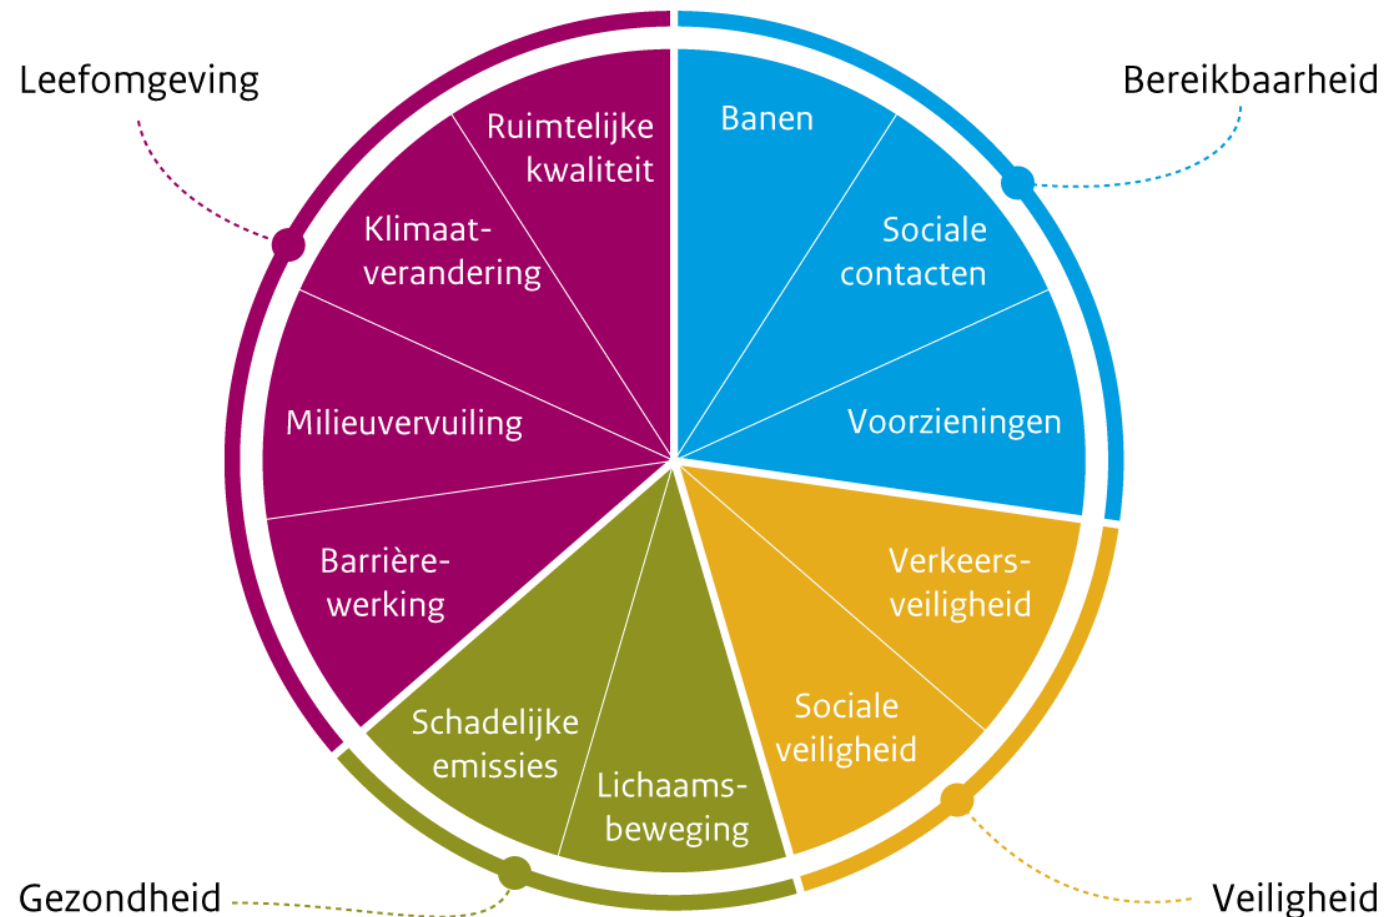 Leefomgeving
Bereikbaarheid
Ruimtelijke
kwaliteit
Banen
Klimaat-
verandering
Sociale
contacten
Milieuvervuiling
Voorzieningen
Barrière-
werking
Verkeers-
veiligheid
Schadelijke
emissies
Lichaams-
beweging
Sociale
veiligheid
Gezondheid
Veiligheid